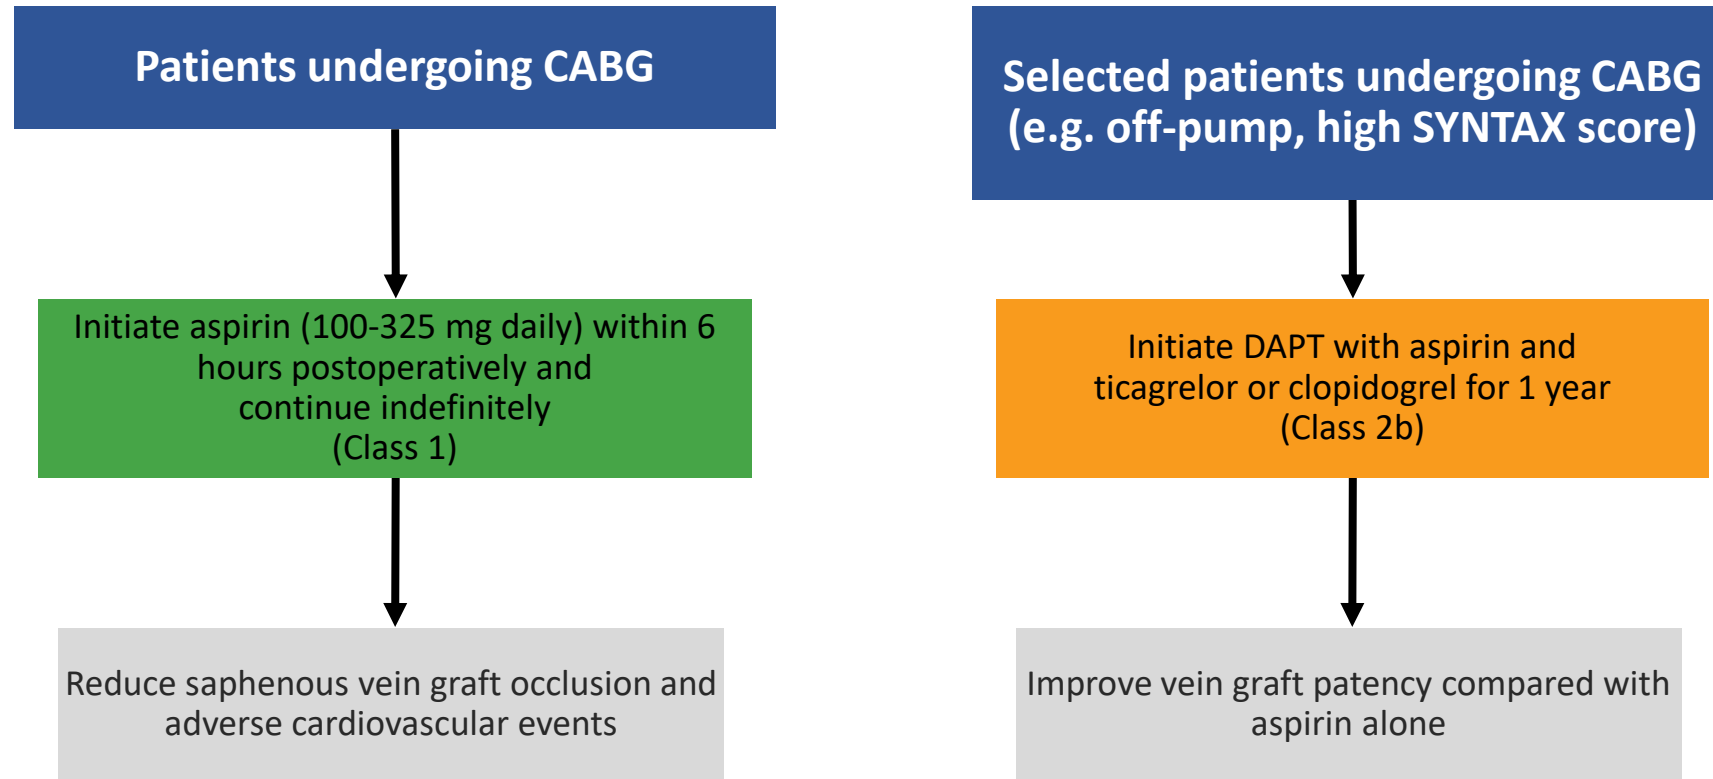 Patients undergoing CABG
Initiate aspirin (100-325 mg daily) within 6
hours postoperatively and
continue indefinitely
(Class 1)
Reduce saphenous vein graft occlusion and
adverse cardiovascular events
Selected patients undergoing CABG
(e.g. off-pump, high SYNTAX score)
Initiate DAPT with aspirin and
ticagrelor or clopidogrel for 1 year
(Class 2b)
Improve vein graft patency compared with
aspirin alone